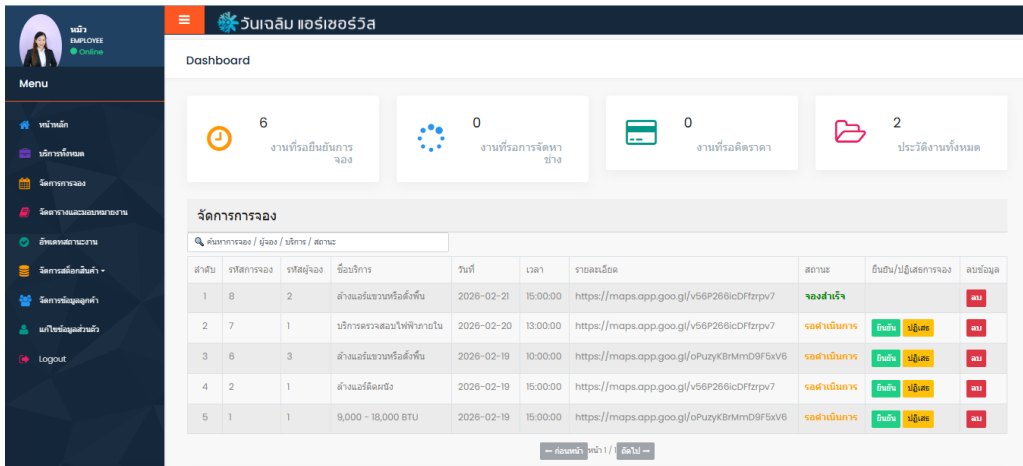 หมิว
EMPLOYEE
Online
วันเฉลิม แอร์เซอร์วิส
Menu
Dashboard
หน้าหลัก
บริการทั้งหมด
จัดการการจอง
จัดตารางและมอบหมายงาน
อัพเดทสถานะงาน
จัดการสต็อกสินค้า
จัดการข้อมูลลูกค้า
แก้ไขข้อมูลส่วนตัว
Logout
6
งานที่รอยืนยันการ
จอง
0
งานที่รอการจัดหา
ช่าง
0
งานที่รอคิดราคา
2
ประวัติงานทั้งหมด
จัดการการจอง
ค้นหาการจอง / ผู้จอง / บริการ / สถานะ
ลำดับ รหัสการจอง รหัสผู้จอง ชื่อบริการ วันที่ เวลา รายละเอียด สถานะ ยืนยัน/ปฏิเสธการจอง ลบข้อมูล
1 8 2 ล้างแอร์แขวนหรือตั้งพื้น 2026-02-21 15:00:00 https://maps.app.goo.gl/v56P266icDFfzrpv7 จองสำเร็จ ลบ
2 7 1 บริการตรวจสอบไฟฟ้าภายใน 2026-02-20 13:00:00 https://maps.app.goo.gl/v56P266icDFfzrpv7 รอดำเนินการ ยืนยัน ปฏิเสธ ลบ
3 6 3 ล้างแอร์แขวนหรือตั้งพื้น 2026-02-19 10:00:00 https://maps.app.goo.gl/oPuzyKBrMmD9F5xV6 รอดำเนินการ ยืนยัน ปฏิเสธ ลบ
4 2 1 ล้างแอร์ติดผนัง 2026-02-19 15:00:00 https://maps.app.goo.gl/v56P266icDFfzrpv7 รอดำเนินการ ยืนยัน ปฏิเสธ ลบ
5 1 1 9,000 - 18,000 BTU 2026-02-19 15:00:00 https://maps.app.goo.gl/oPuzyKBrMmD9F5xV6 รอดำเนินการ ยืนยัน ปฏิเสธ ลบ
← ก่อนหน้า หน้า 1 / 1 ถัดไป →